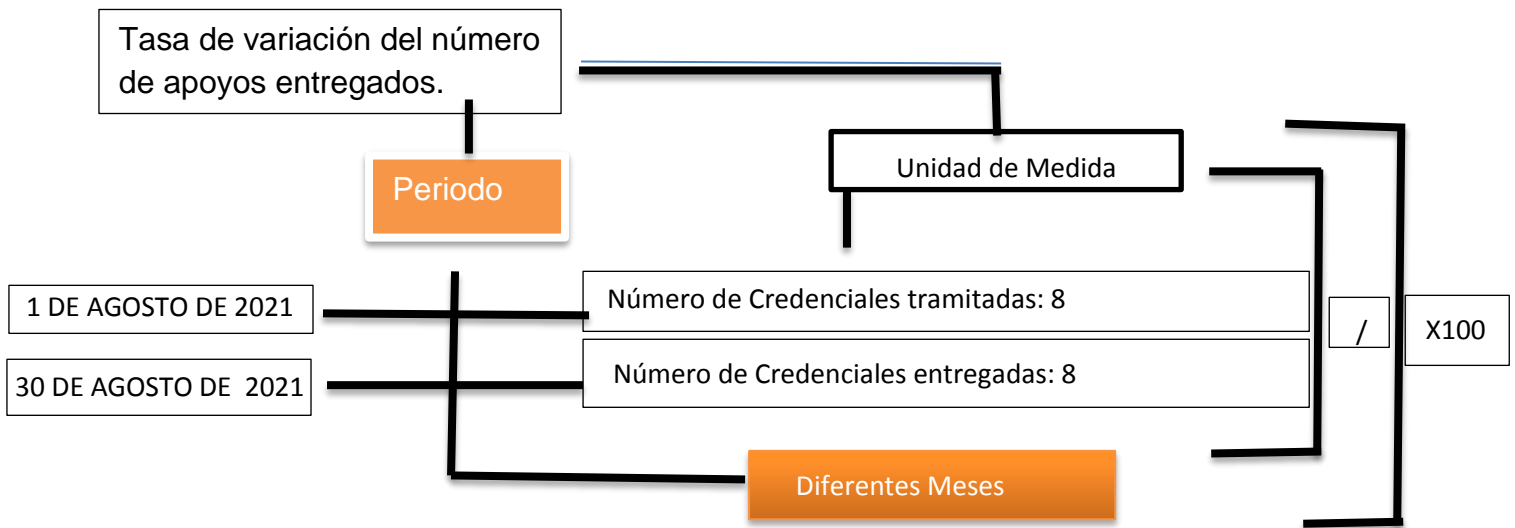 Tasa de variación del número
de apoyos entregados.
Periodo
Unidad de Medida
1 DE AGOSTO DE 2021
Número de Credenciales tramitadas: 8
/
X100
30 DE AGOSTO DE 2021
Número de Credenciales entregadas: 8
Diferentes Meses